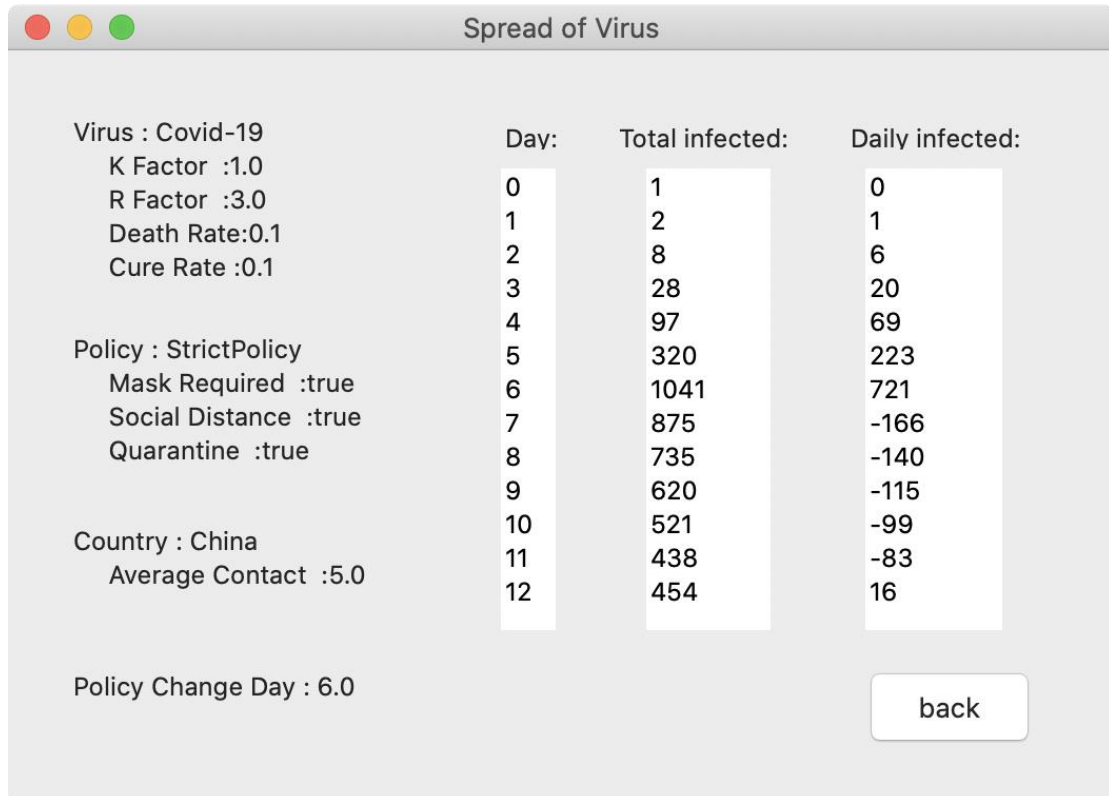 Spread of Virus
Virus : Covid-19
K Factor :1.0
R Factor :3.0
Death Rate:0.1
Cure Rate :0.1
Policy : StrictPolicy
Mask Required :true
Social Distance :true
Quarantine :true
Country : China
Average Contact :5.0
Policy Change Day : 6.0
Day: Total infected: Daily infected:
0 1 0
1 2 1
2 8 6
3 28 20
4 97 69
5 320 223
6 1041 721
7 875 -166
8 735 -140
9 620 -115
10 521 -99
11 438 -83
12 454 16
back